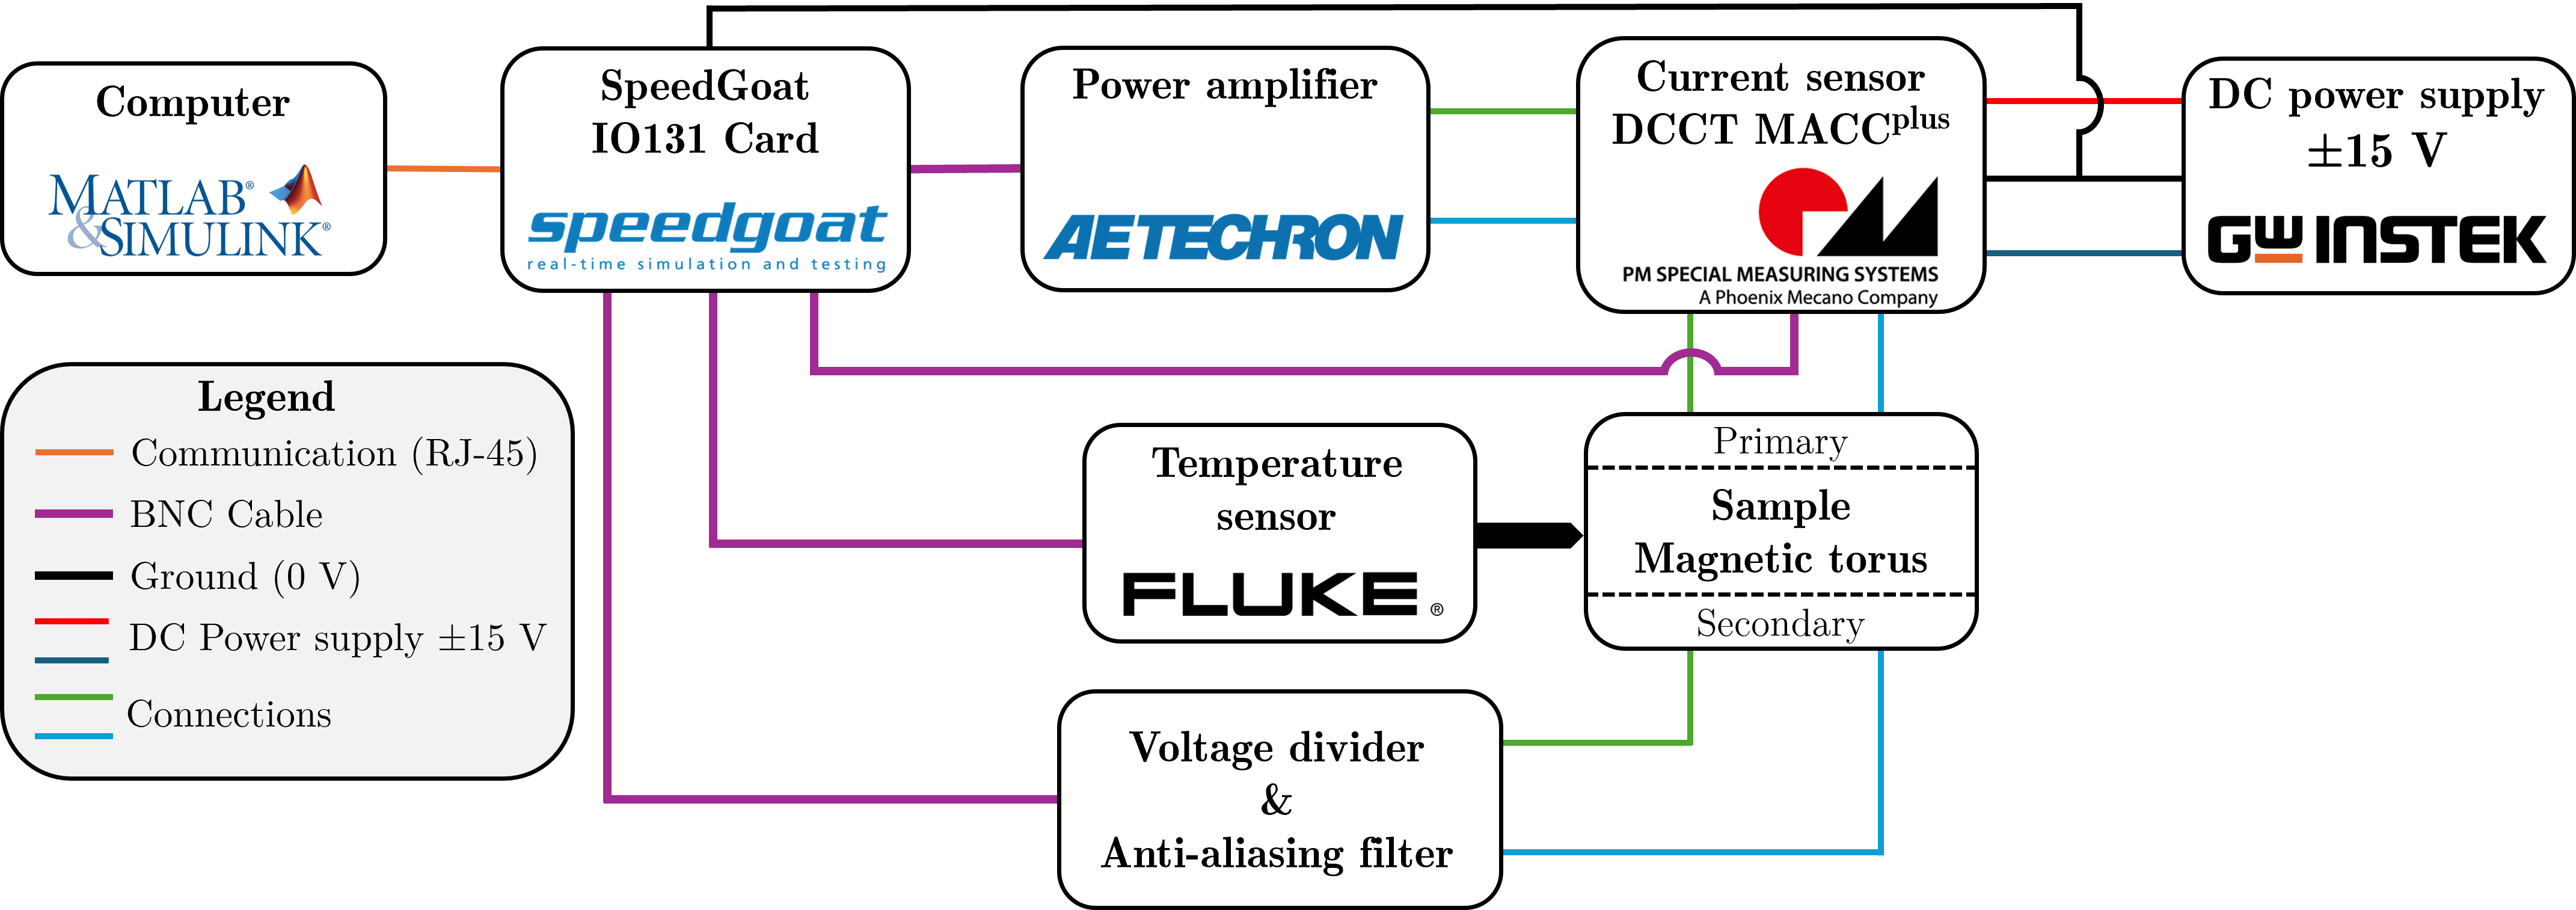 Computer
MATLAB®
&SIMULINK®
SpeedGoat
IO131 Card
speedgoat
real-time simulation and testing
Power amplifier
AE TECHRON
Current sensor
DCCT MACCplus
PM SPECIAL MEASURING SYSTEMS
A Phoenix Mecano Company
DC power supply
±15 V
GW INSTEK
Legend
Communication (RJ-45)
BNC Cable
Ground (0 V)
DC Power supply ±15 V
Connections
Temperature
sensor
FLUKE®
Primary
Sample
Magnetic torus
Secondary
Voltage divider
&
Anti-aliasing filter